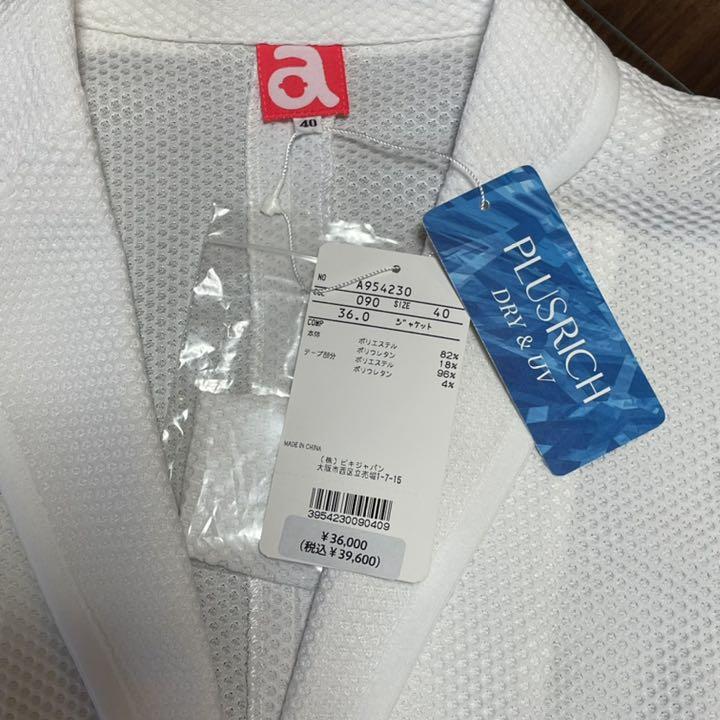 a
40
PLUSRICH
DRY & UV
NO A954230
COL 090 SIZE 40
36.0 ジャケット
COMP
本体 ポリエステル 82%
ポリウレタン 18%
テープ部分 ポリエステル 96%
ポリウレタン 4%
MADE IN CHINA
(株)ビキジャパン
大阪市西区立売堀1-7-15
3954230090409
￥36,000
(税込￥39,600)